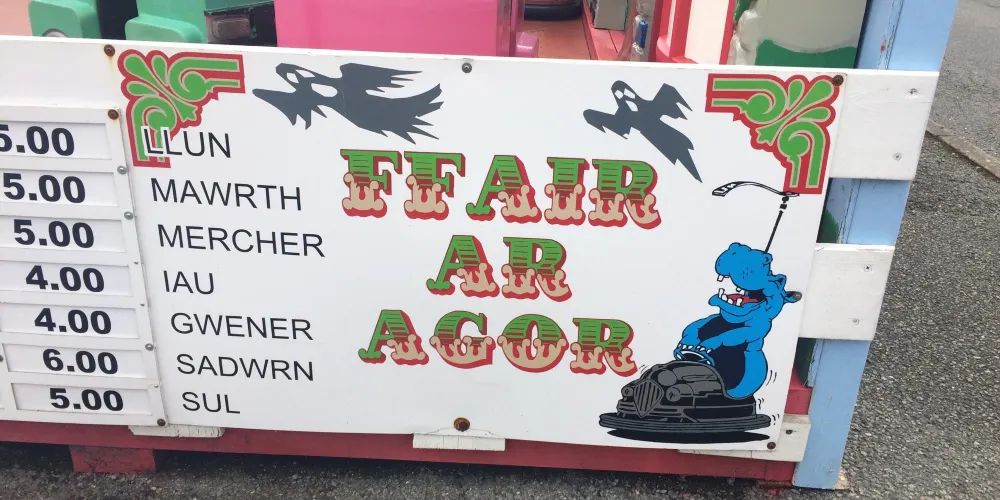 5.00 LLUN
5.00 MAWRTH
5.00 MERCHER
4.00 IAU
4.00 GWENER
6.00 SADWRN
5.00 SUL
FFAIR
AR
AGOR